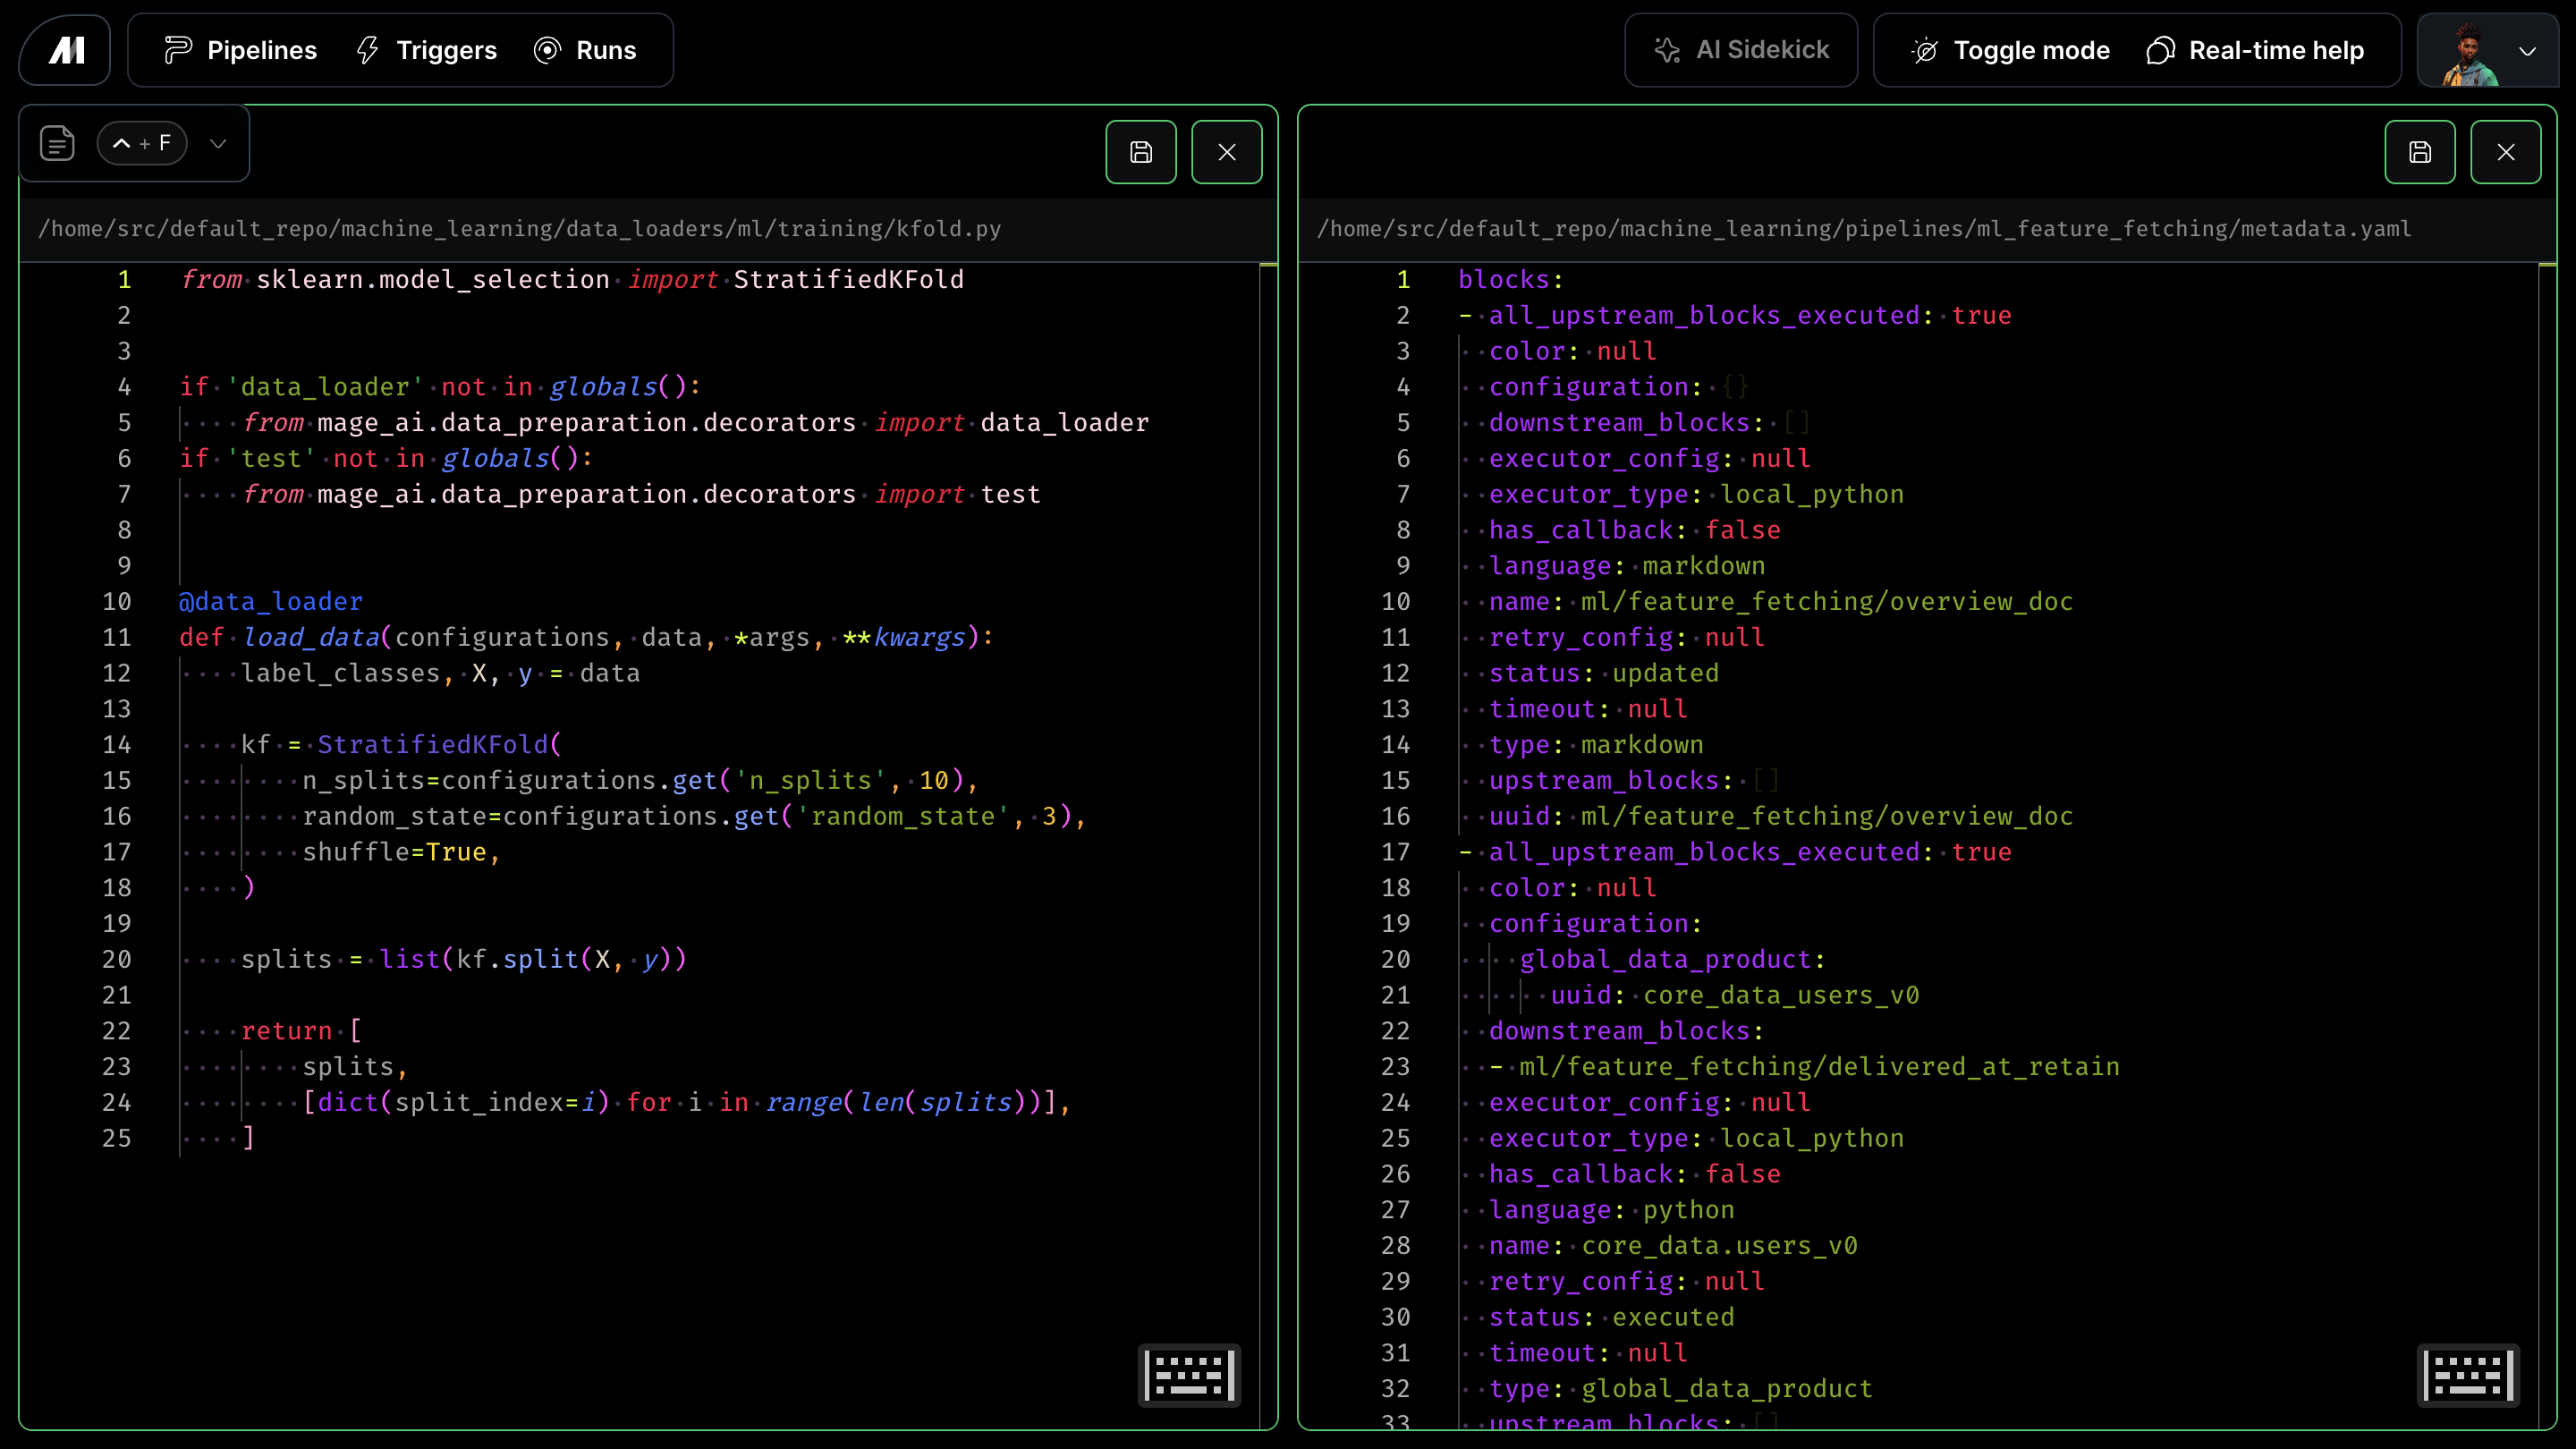 Pipelines Triggers Runs AI Sidekick Toggle mode Real-time help
^ + F
/home/src/default_repo/machine_learning/data_loaders/ml/training/kfold.py
1 from sklearn.model_selection import StratifiedKFold
2
3
4 if 'data_loader' not in globals():
5     from mage_ai.data_preparation.decorators import data_loader
6 if 'test' not in globals():
7     from mage_ai.data_preparation.decorators import test
8
9
10 @data_loader
11 def load_data(configurations, data, *args, **kwargs):
12     label_classes, X, y = data
13
14     kf = StratifiedKFold(
15         n_splits=configurations.get('n_splits', 10),
16         random_state=configurations.get('random_state', 3),
17         shuffle=True,
18     )
19
20     splits = list(kf.split(X, y))
21
22     return [
23         splits,
24         [dict(split_index=i) for i in range(len(splits))],
25     ]
/home/src/default_repo/machine_learning/pipelines/ml_feature_fetching/metadata.yaml
1 blocks:
2 - all_upstream_blocks_executed: true
3   color: null
4   configuration: {}
5   downstream_blocks: []
6   executor_config: null
7   executor_type: local_python
8   has_callback: false
9   language: markdown
10   name: ml/feature_fetching/overview_doc
11   retry_config: null
12   status: updated
13   timeout: null
14   type: markdown
15   upstream_blocks: []
16   uuid: ml/feature_fetching/overview_doc
17 - all_upstream_blocks_executed: true
18   color: null
19   configuration:
20     global_data_product:
21       uuid: core_data_users_v0
22   downstream_blocks:
23   - ml/feature_fetching/delivered_at_retain
24   executor_config: null
25   executor_type: local_python
26   has_callback: false
27   language: python
28   name: core_data.users_v0
29   retry_config: null
30   status: executed
31   timeout: null
32   type: global_data_product
33   upstream_blocks: []